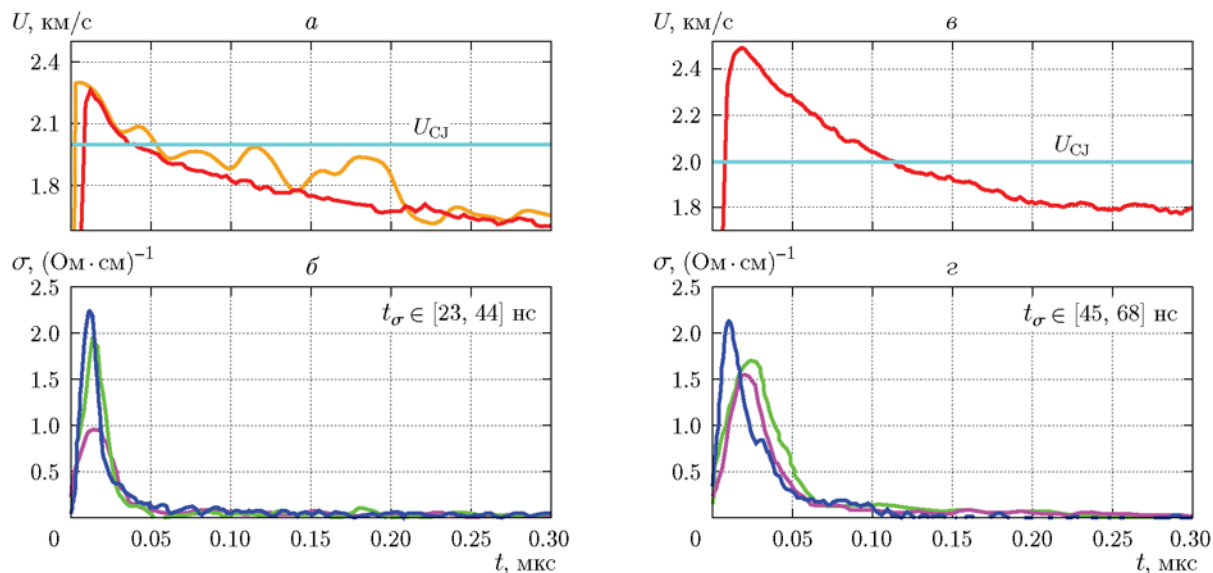 U, км/с
а
2.4
2.1
1.8
U_CJ
σ, (Ом · см)⁻¹
б
2.5
2.0
1.5
1.0
0.5
t_σ ∈ [23, 44] нс
0 0.05 0.10 0.15 0.20 0.25 0.30
t, мкс
U, км/с
в
2.4
2.2
2.0
1.8
U_CJ
σ, (Ом · см)⁻¹
г
2.5
2.0
1.5
1.0
0.5
t_σ ∈ [45, 68] нс
0 0.05 0.10 0.15 0.20 0.25 0.30
t, мкс